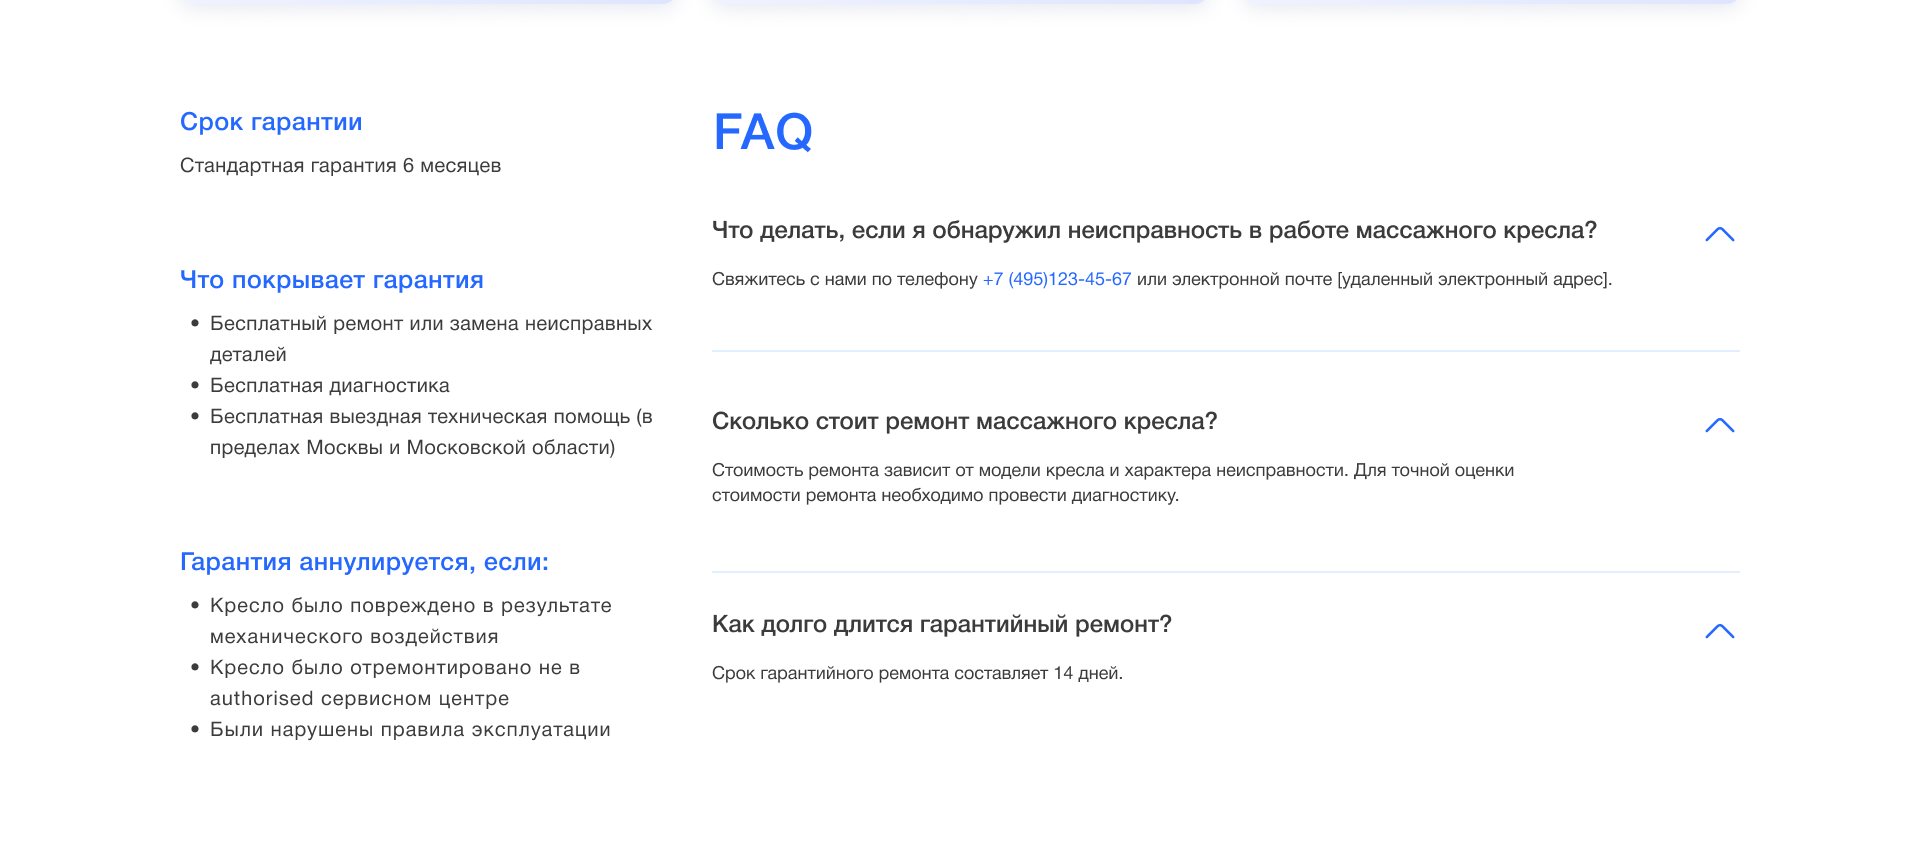 Срок гарантии
Стандартная гарантия 6 месяцев
Что покрывает гарантия
• Бесплатный ремонт или замена неисправных
деталей
• Бесплатная диагностика
• Бесплатная выездная техническая помощь (в
пределах Москвы и Московской области)
Гарантия аннулируется, если:
• Кресло было повреждено в результате
механического воздействия
• Кресло было отремонтировано не в
authorised сервисном центре
• Были нарушены правила эксплуатации
FAQ
Что делать, если я обнаружил неисправность в работе массажного кресла?
Свяжитесь с нами по телефону +7 (495)123-45-67 или электронной почте [удаленный электронный адрес].
Сколько стоит ремонт массажного кресла?
Стоимость ремонта зависит от модели кресла и характера неисправности. Для точной оценки
стоимости ремонта необходимо провести диагностику.
Как долго длится гарантийный ремонт?
Срок гарантийного ремонта составляет 14 дней.